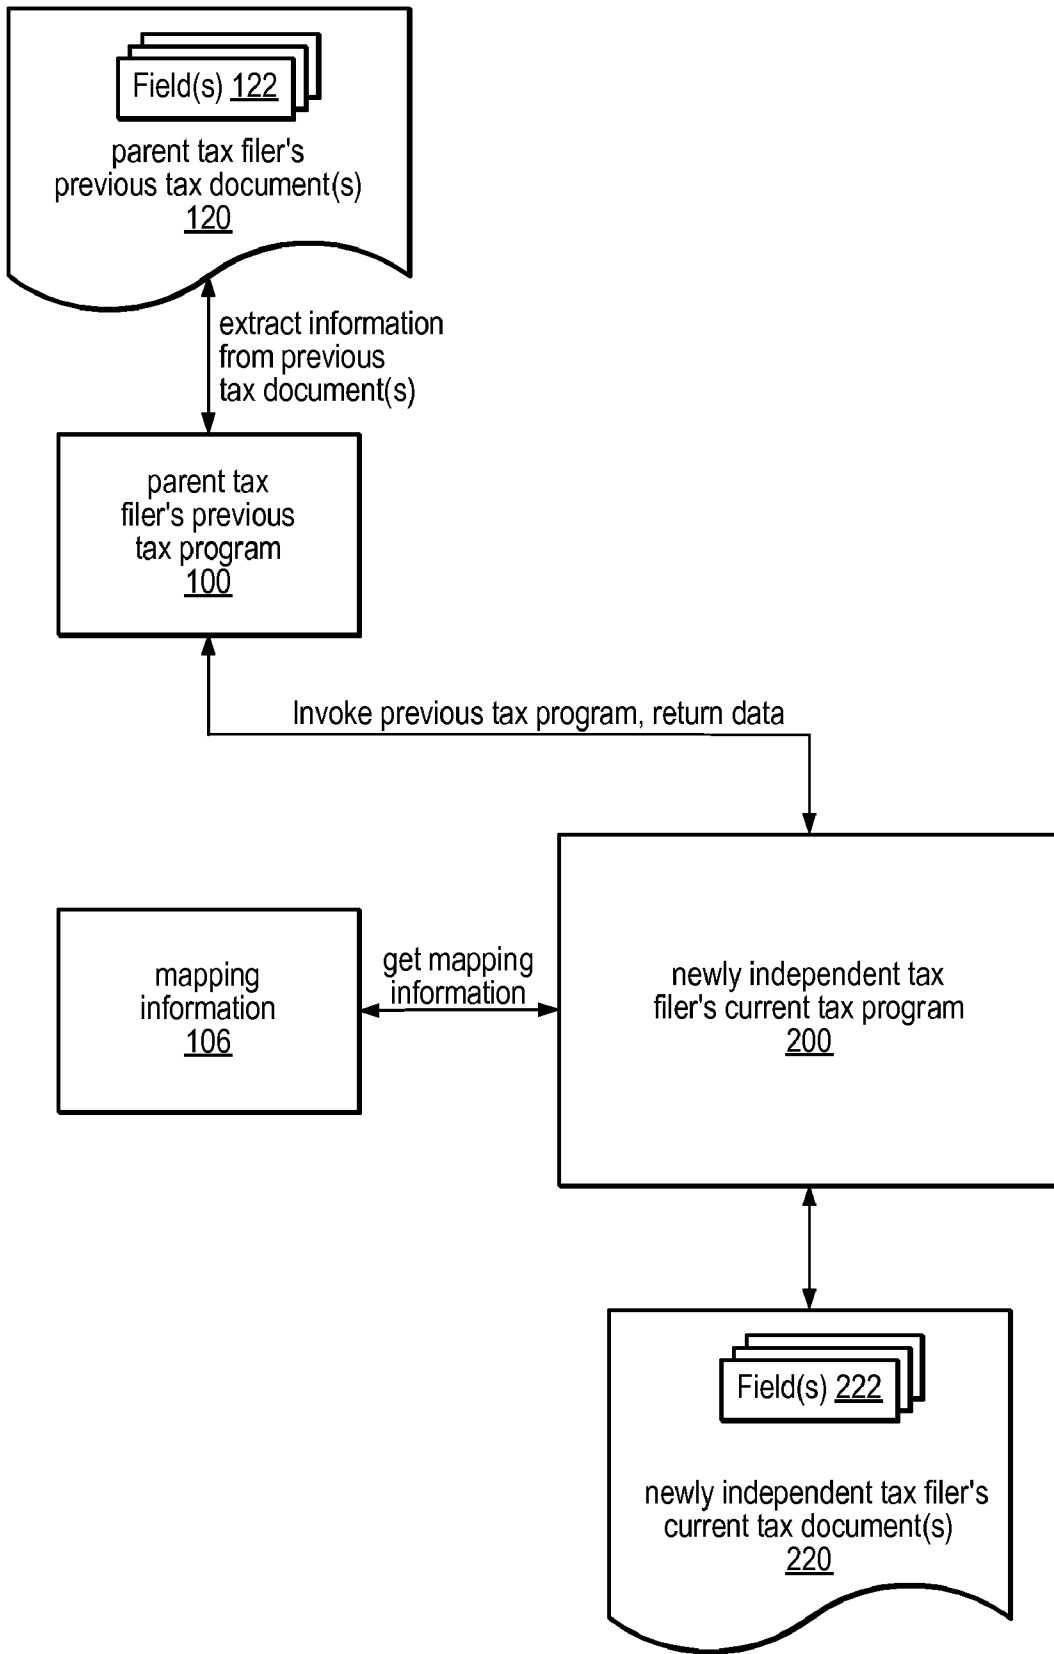 Field(s) 122
parent tax filer's
previous tax document(s)
120
extract information
from previous
tax document(s)
parent tax
filer's previous
tax program
100
Invoke previous tax program, return data
mapping
information
106
get mapping
information
newly independent tax
filer's current tax program
200
Field(s) 222
newly independent tax filer's
current tax document(s)
220